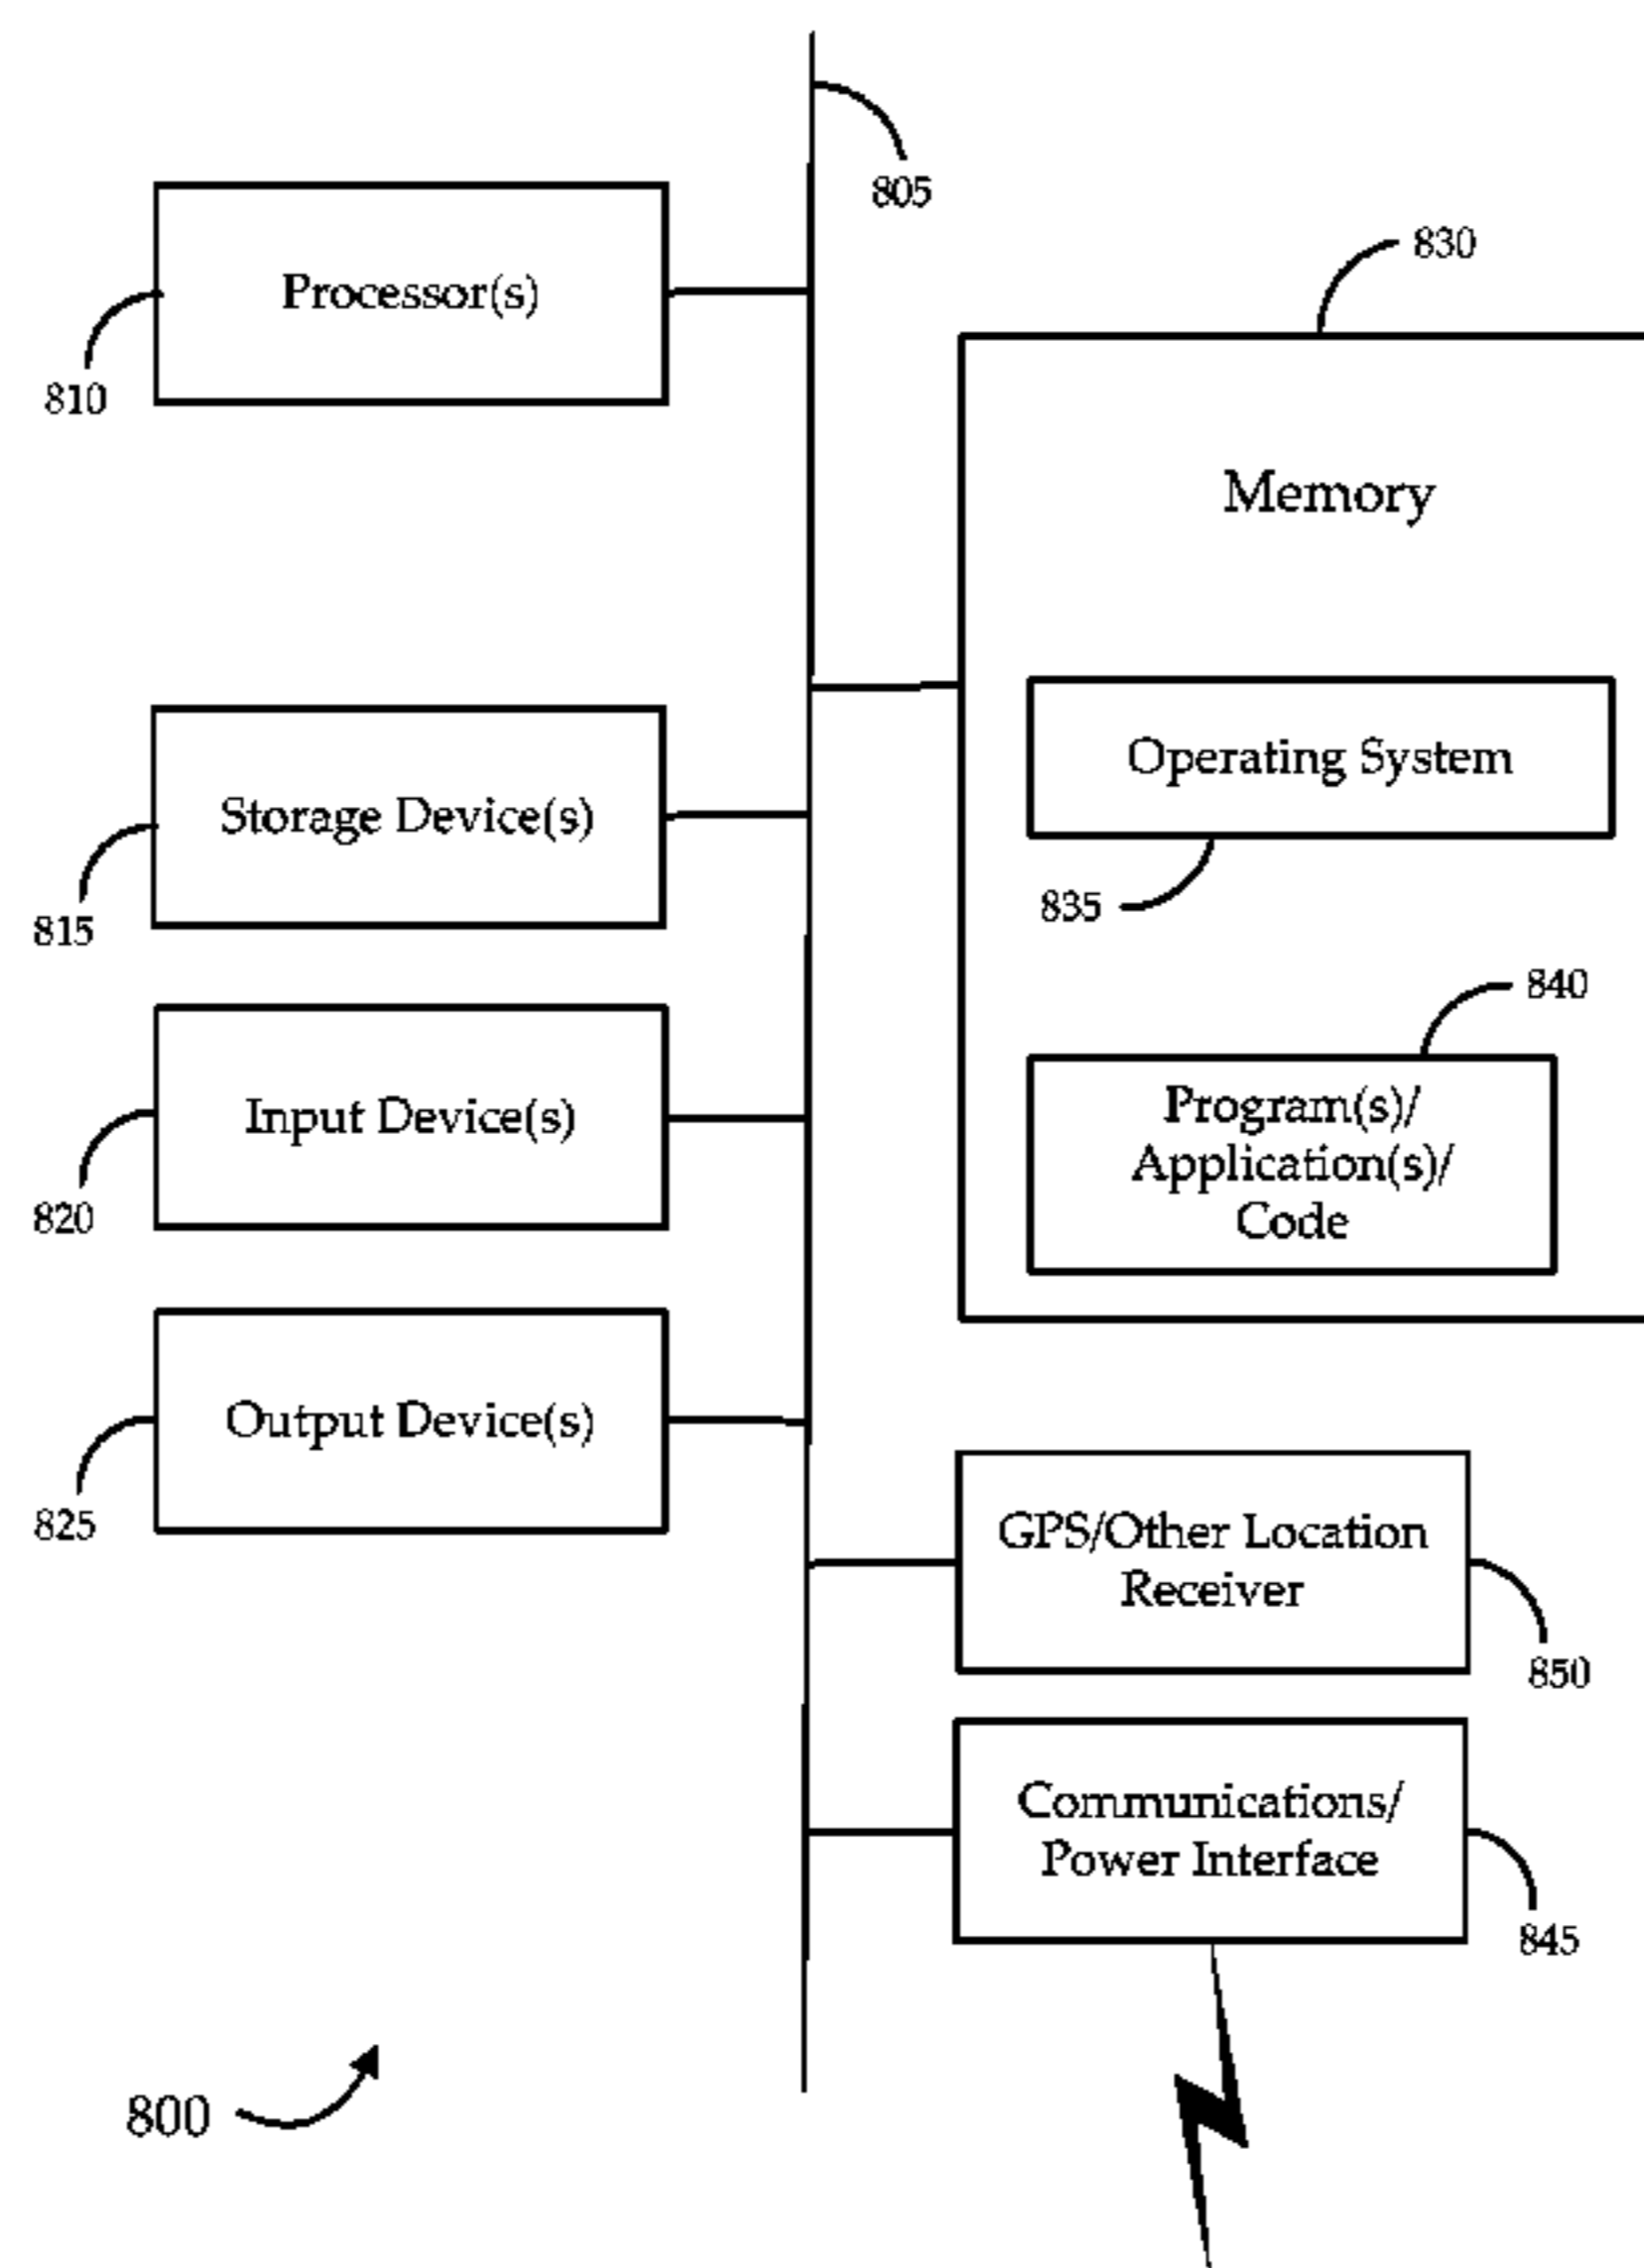 805
830
Processor(s)
810
Memory
Operating System
Storage Device(s)
835
815
840
Program(s)/
Application(s)/
Code
Input Device(s)
820
Output Device(s)
825
GPS/Other Location
Receiver
850
Communications/
Power Interface
845
800